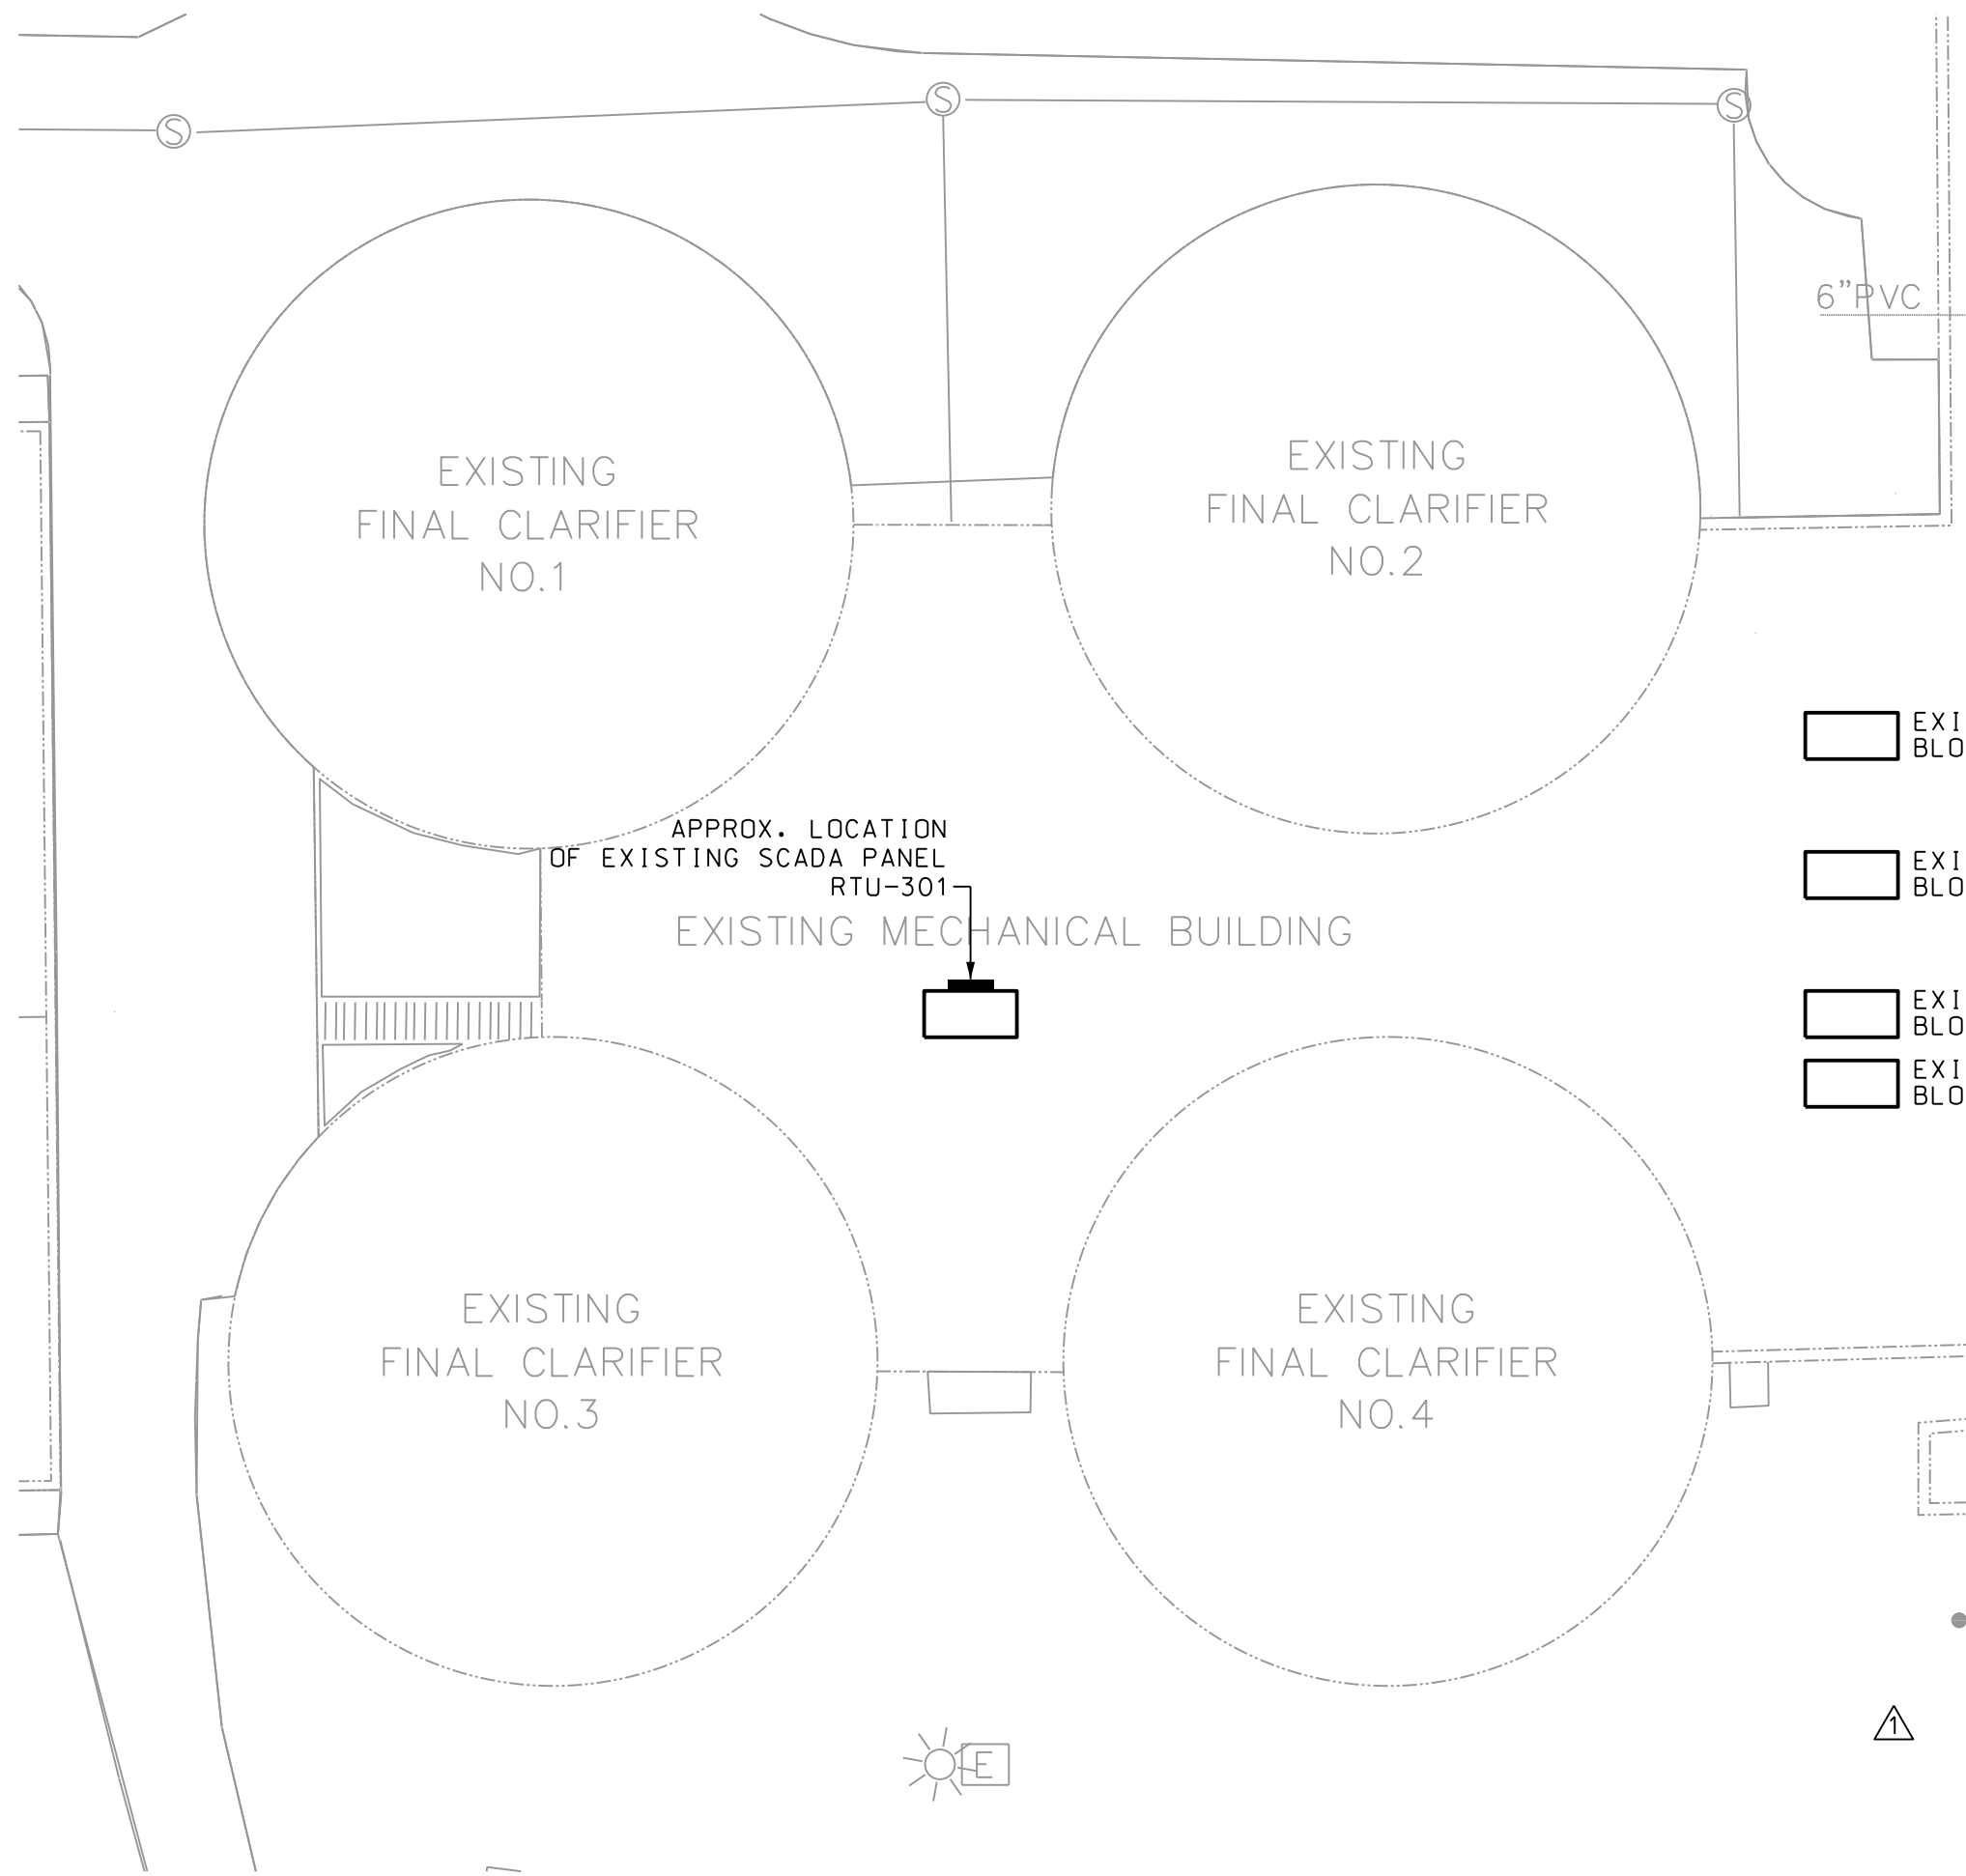 S
S
S
6"PVC
EXISTING
FINAL CLARIFIER
NO.1
EXISTING
FINAL CLARIFIER
NO.2
EXI
BLO
APPROX. LOCATION
OF EXISTING SCADA PANEL
RTU-301
EXI
BLO
EXISTING MECHANICAL BUILDING
EXI
BLO
EXI
BLO
EXISTING
FINAL CLARIFIER
NO.3
EXISTING
FINAL CLARIFIER
NO.4
1
E